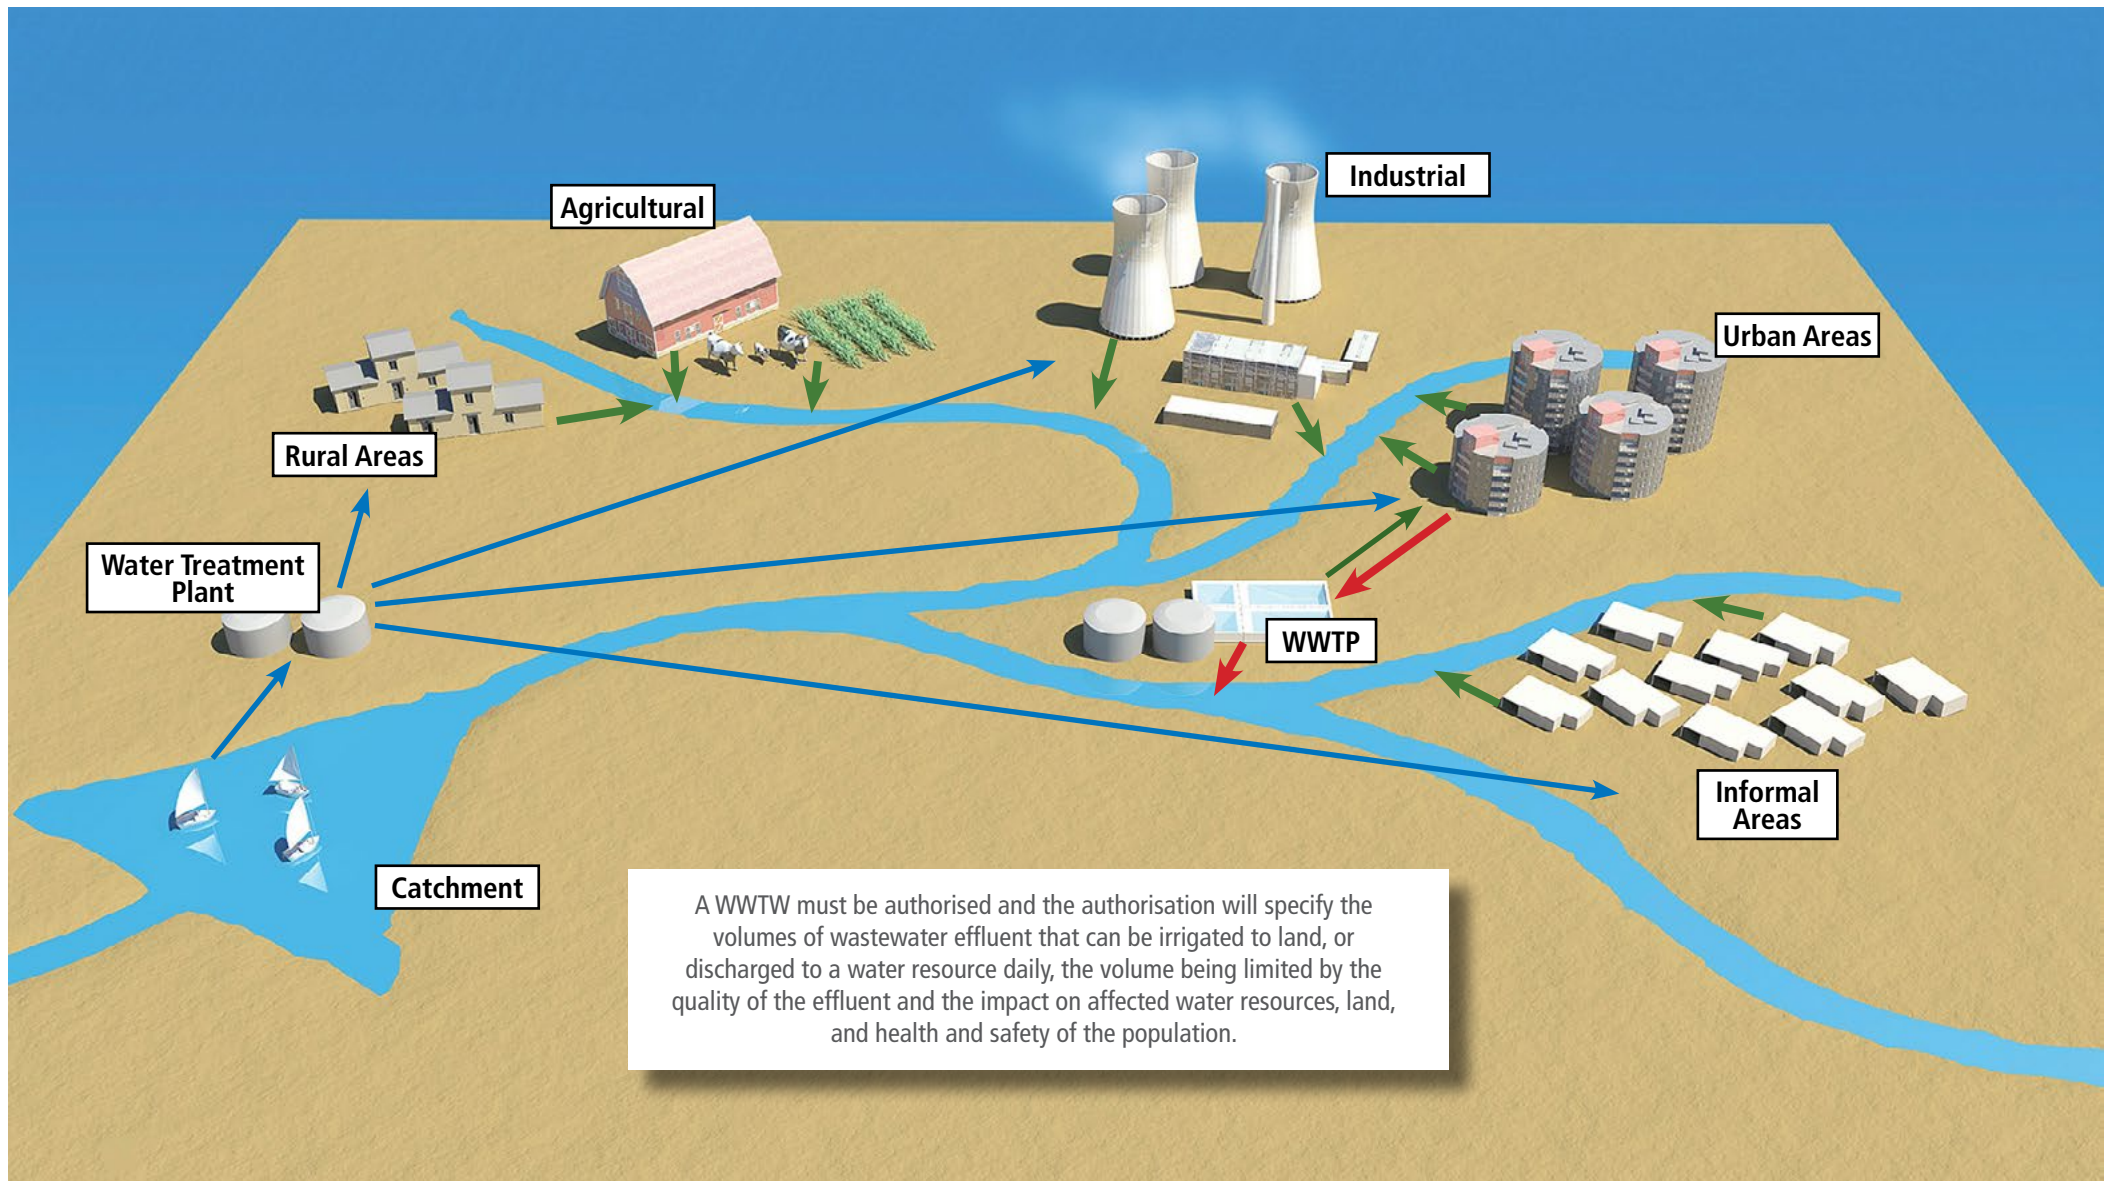 Industrial
Agricultural
Urban Areas
Rural Areas
Water Treatment
Plant
WWTP
Informal
Areas
Catchment
A WWTW must be authorised and the authorisation will specify the
volumes of wastewater effluent that can be irrigated to land, or
discharged to a water resource daily, the volume being limited by the
quality of the effluent and the impact on affected water resources, land,
and health and safety of the population.